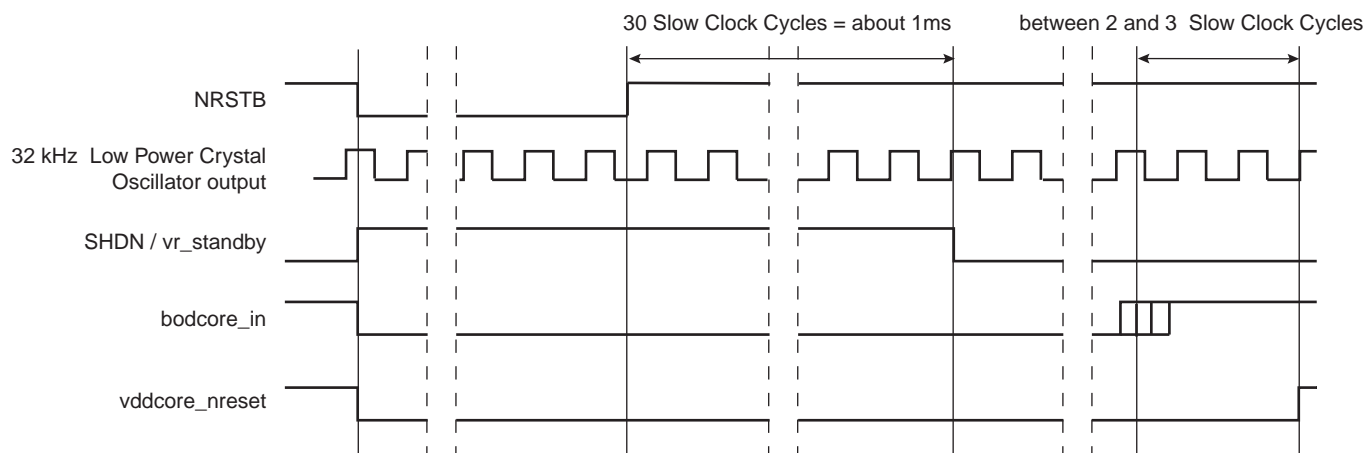 30 Slow Clock Cycles = about 1ms
between 2 and 3 Slow Clock Cycles
NRSTB
32 kHz Low Power Crystal
Oscillator output
SHDN / vr_standby
bodcore_in
vddcore_nreset